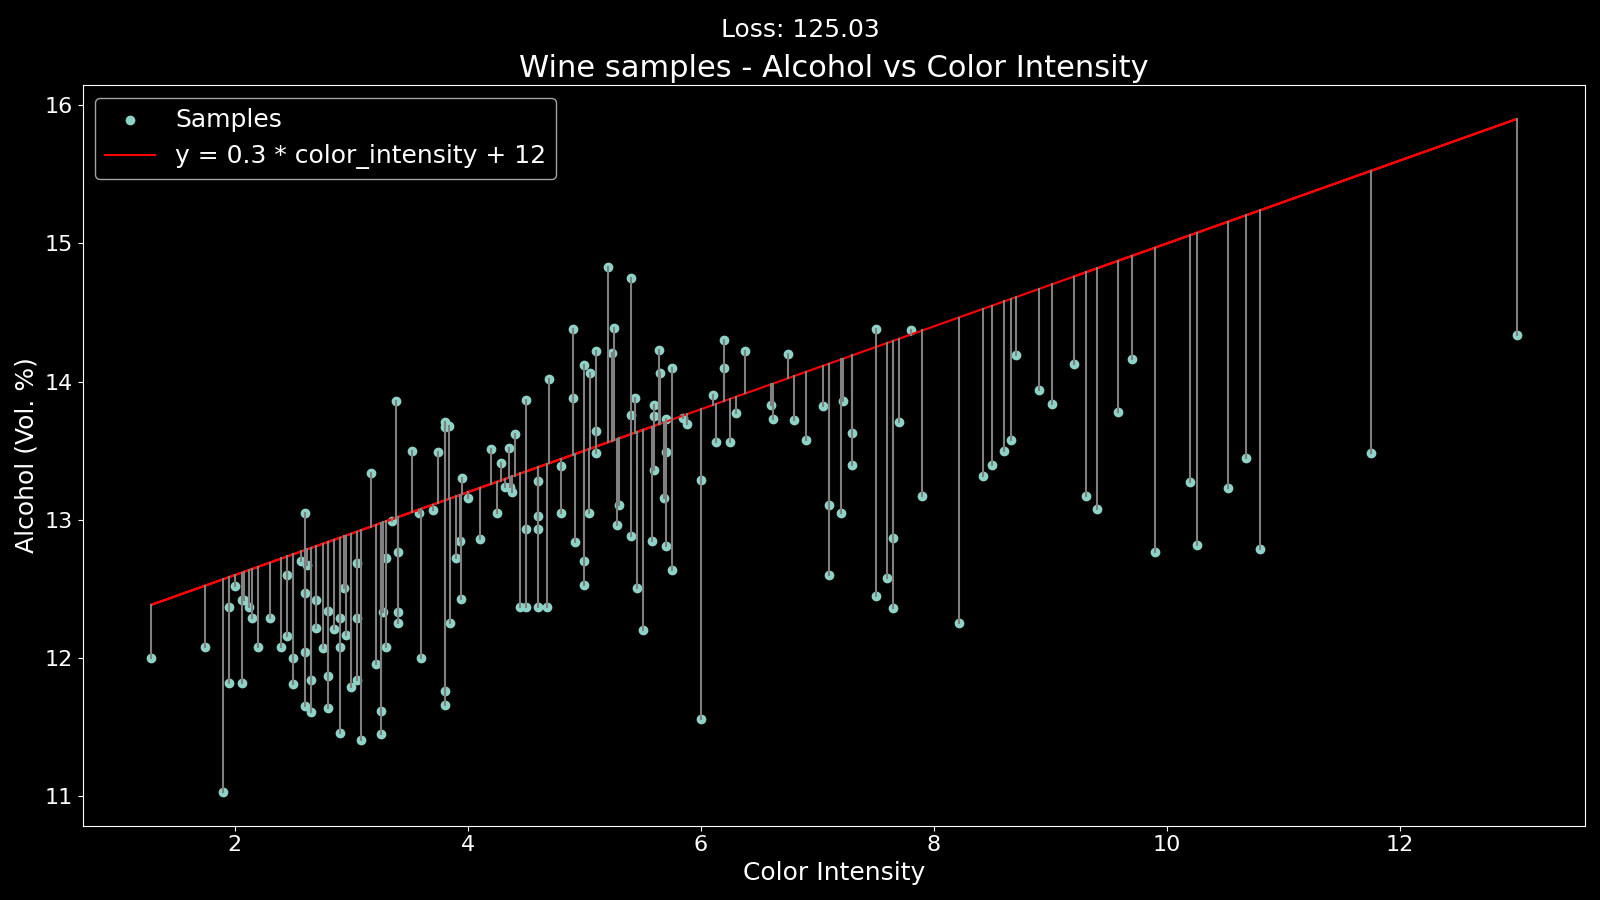 Loss: 125.03
Wine samples - Alcohol vs Color Intensity
Samples
y = 0.3 * color_intensity + 12
Alcohol (Vol. %)
16
15
14
13
12
11
2 4 6 8 10 12
Color Intensity